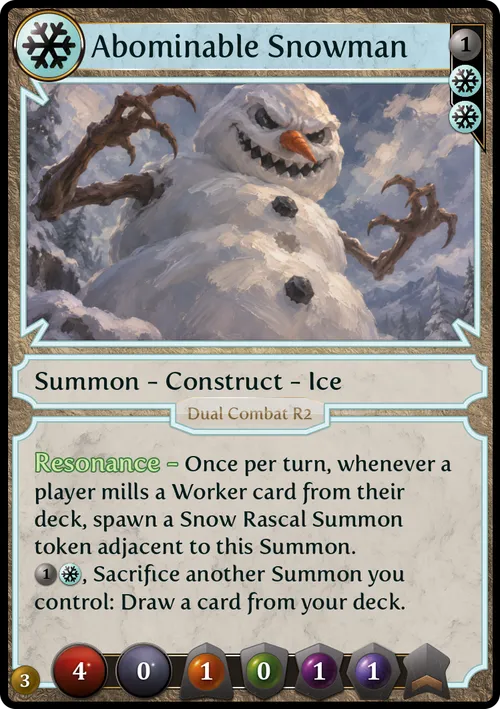 Abominable Snowman
1
Summon - Construct - Ice
Dual Combat R2
Resonance - Once per turn, whenever a
player mills a Worker card from their
deck, spawn a Snow Rascal Summon
token adjacent to this Summon.
1, Sacrifice another Summon you
control: Draw a card from your deck.
3 4* 0* 1 0 1 1